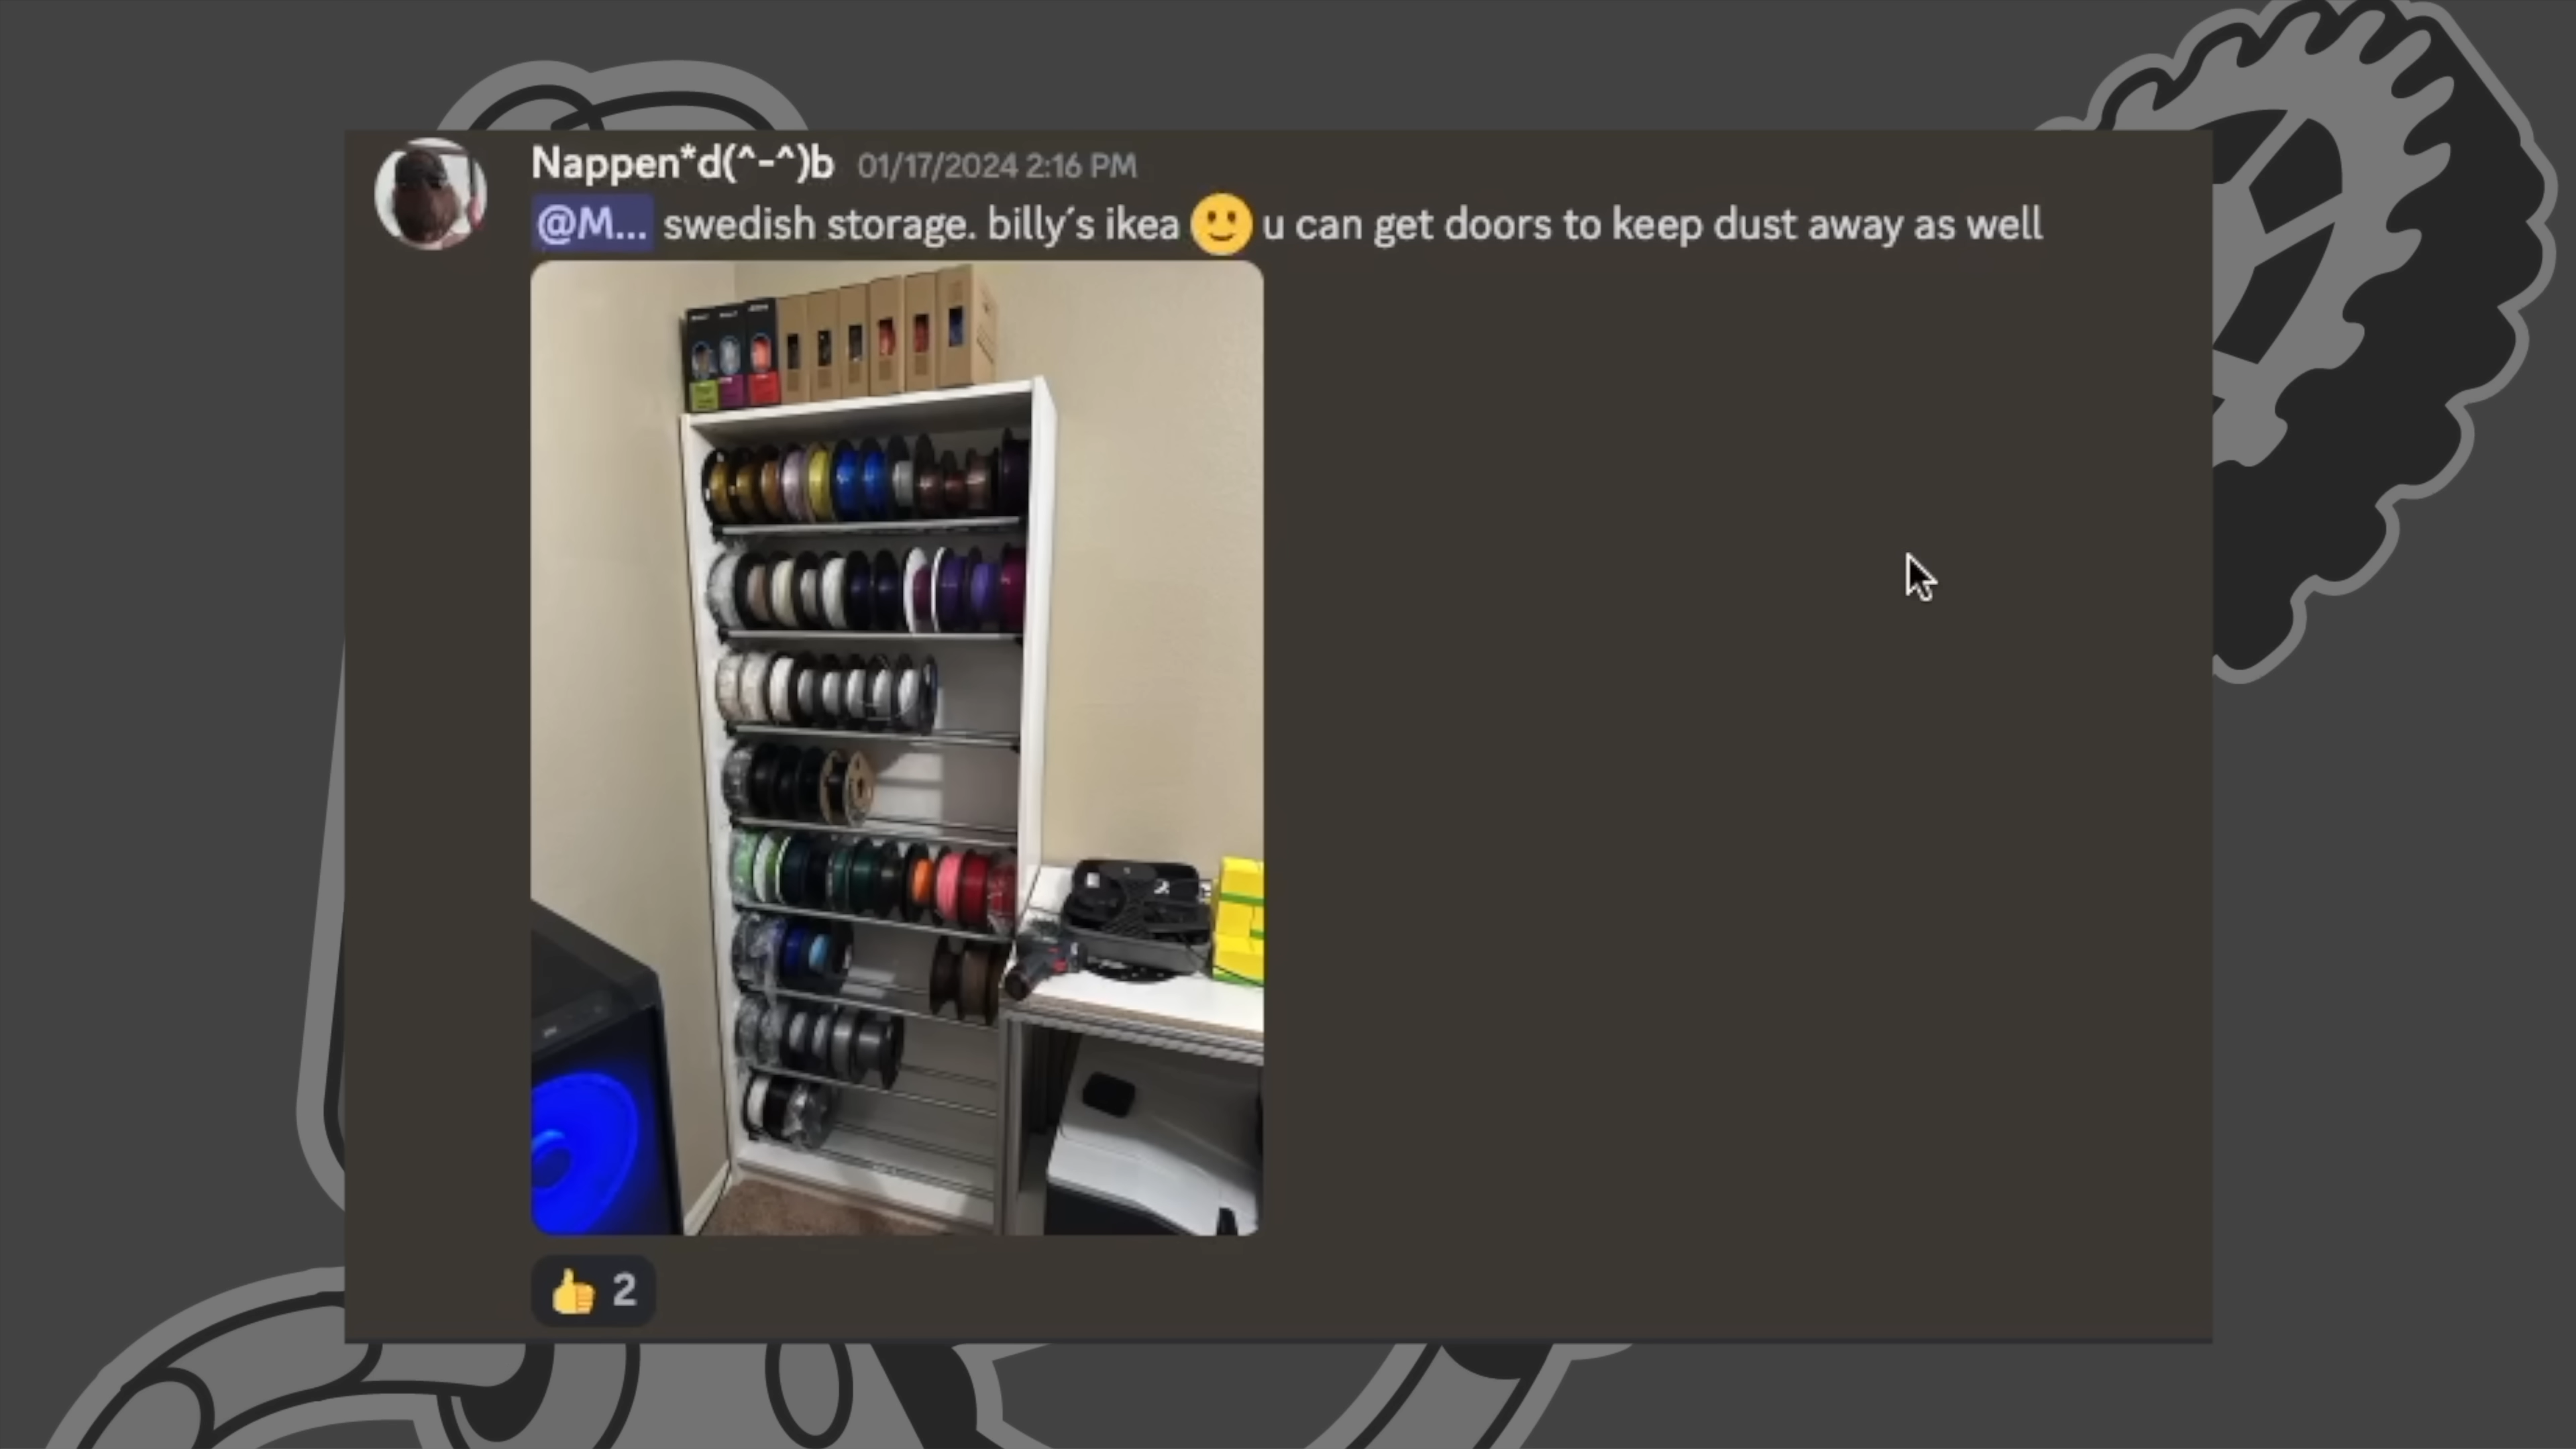 Nappen*d(^-^)b 01/17/2024 2:16 PM
@M... swedish storage. billy´s ikea 🙂 u can get doors to keep dust away as well
👍 2